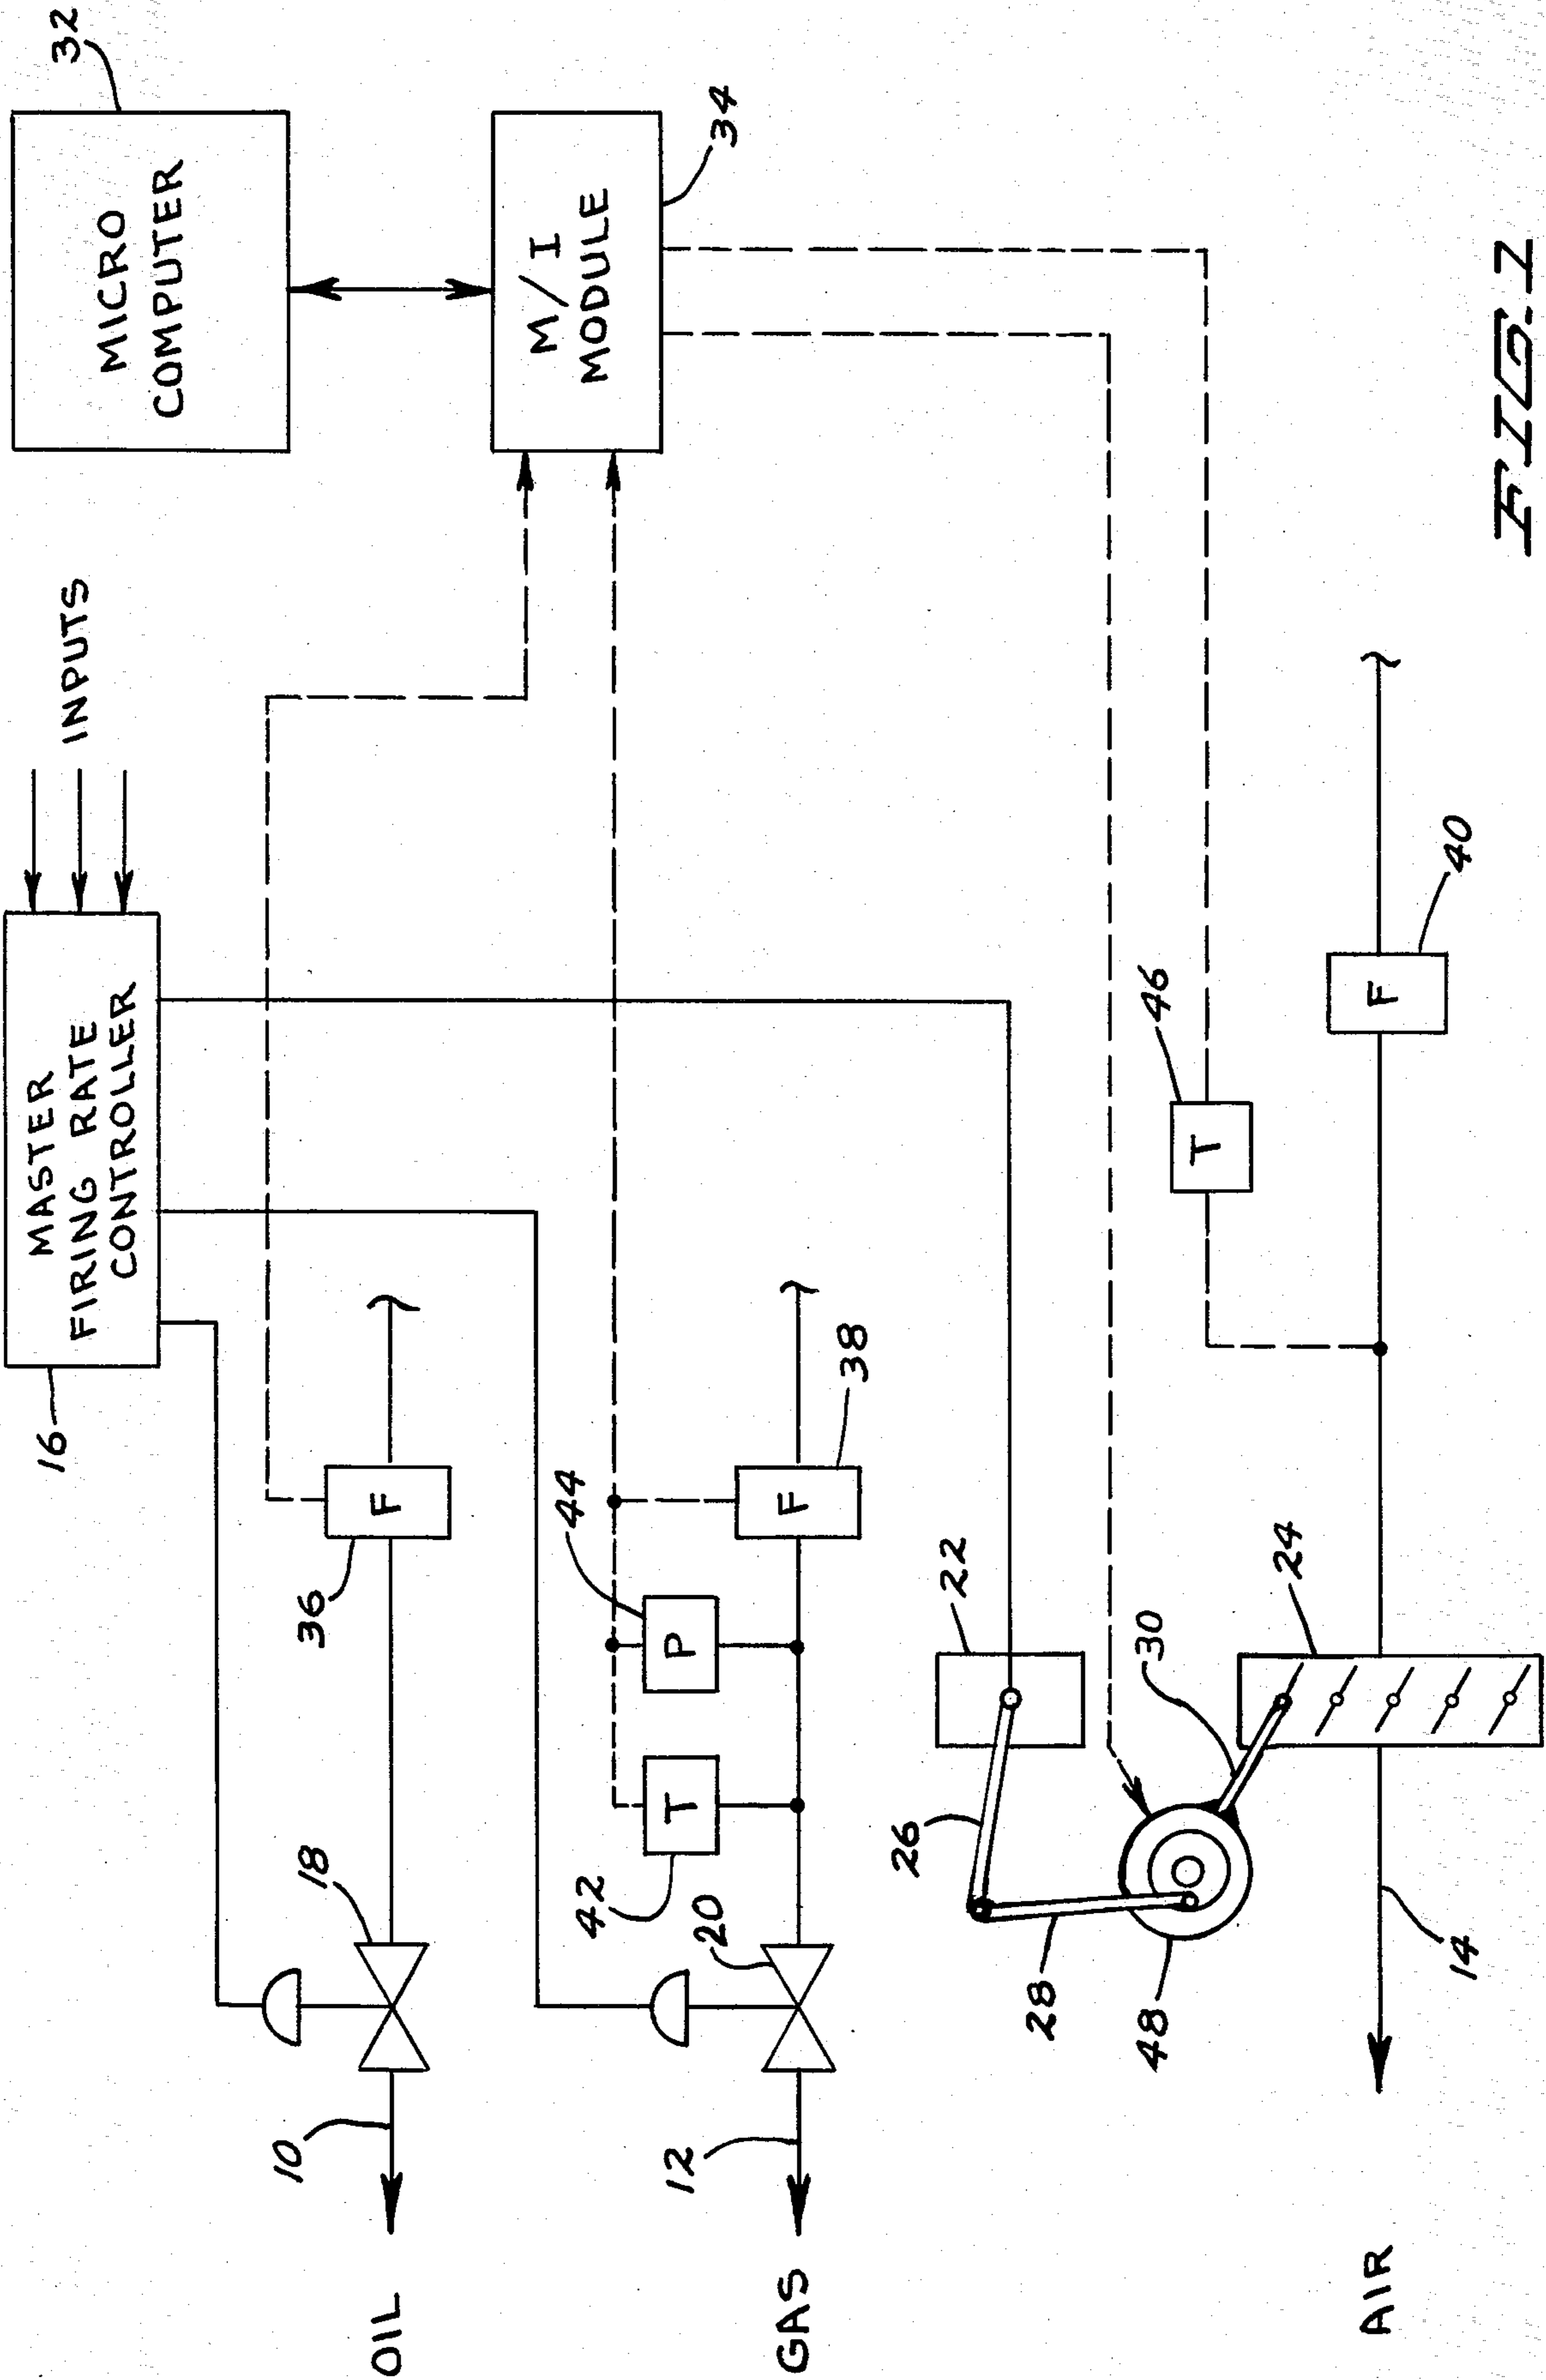 32
MICRO
COMPUTER
34
M/I
MODULE
INPUTS
MASTER
FIRING RATE
CONTROLLER
16
36
F
18
10
OIL
44
P
F
38
T
42
20
12
GAS
22
26
28
48
30
24
46
T
F
40
14
AIR
FIG. 1